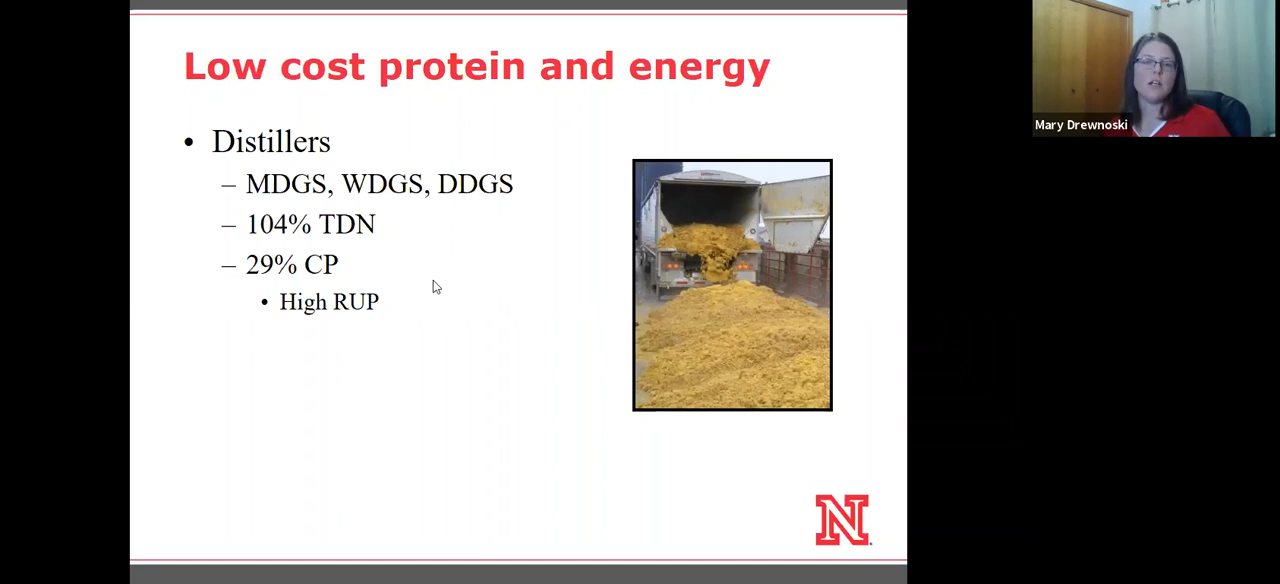 Low cost protein and energy
• Distillers
– MDGS, WDGS, DDGS
– 104% TDN
– 29% CP
• High RUP
N
Mary Drewnoski